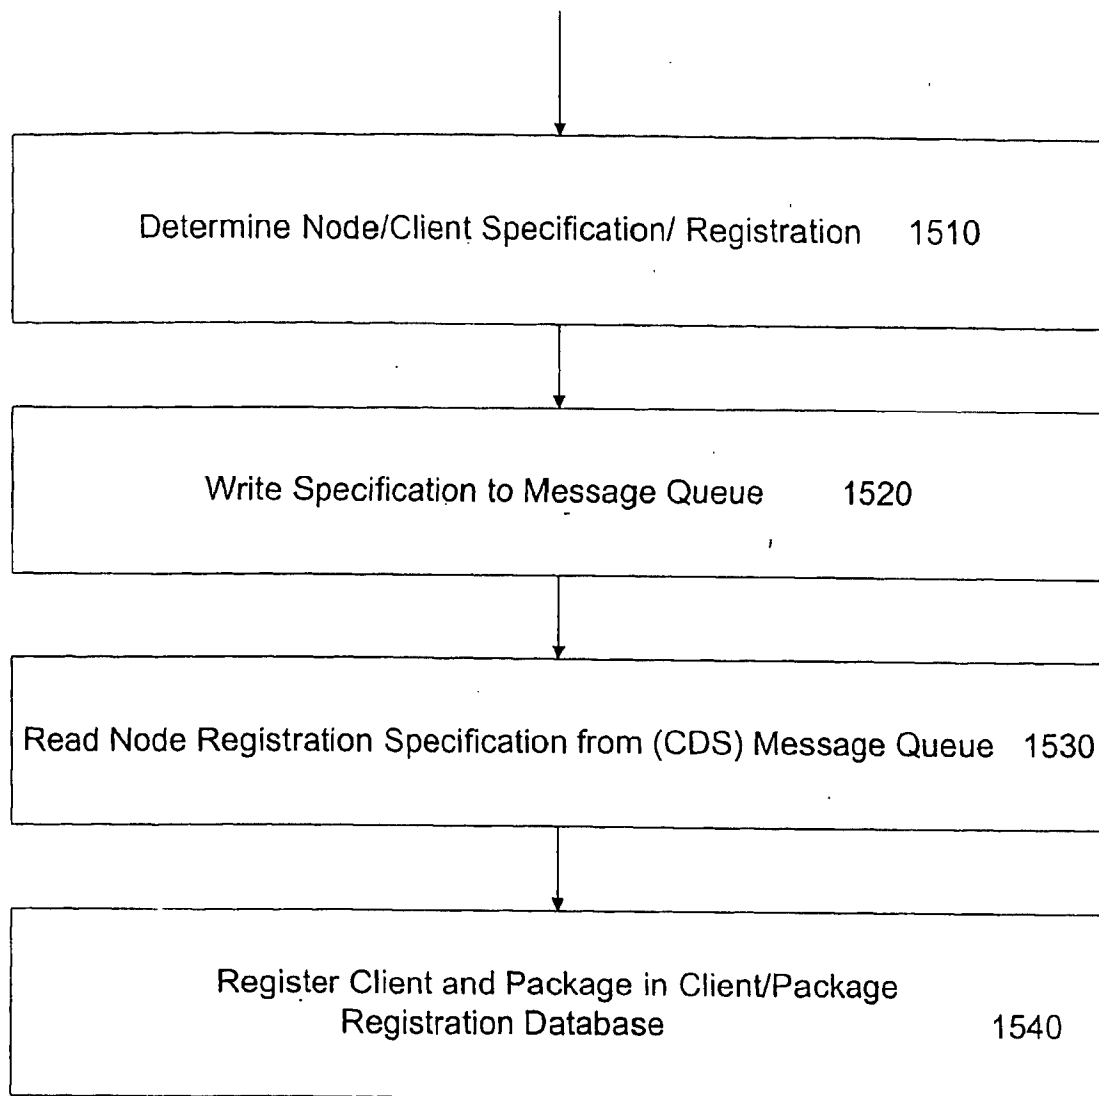 Determine Node/Client Specification/ Registration 1510
Write Specification to Message Queue 1520
Read Node Registration Specification from (CDS) Message Queue 1530
Register Client and Package in Client/Package
Registration Database 1540